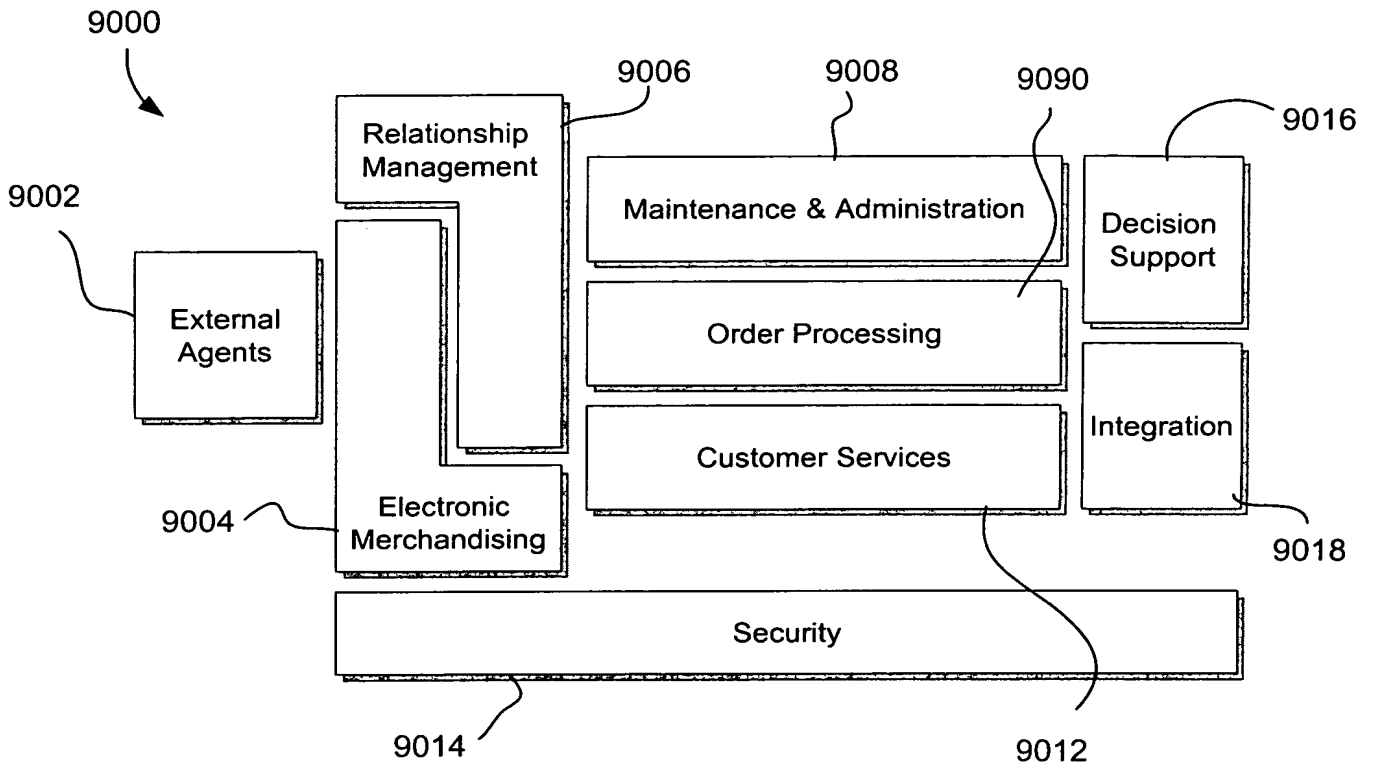 9000
9006
9008
9090
9016
Relationship
Management
9002
Maintenance & Administration
Decision
Support
External
Agents
Order Processing
Integration
Customer Services
9004
Electronic
Merchandising
9018
Security
9014
9012